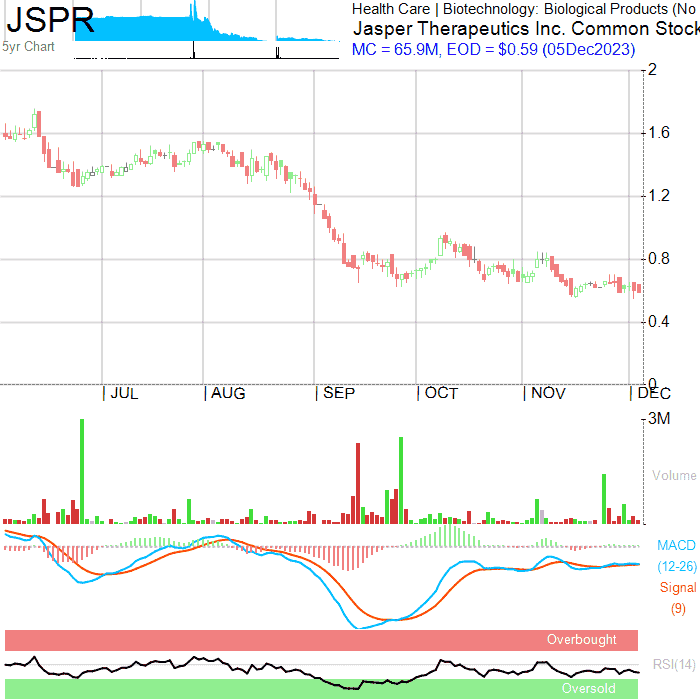 JSPR
5yr Chart
Health Care | Biotechnology: Biological Products (No
Jasper Therapeutics Inc. Common Stock
MC = 65.9M, EOD = $0.59 (05Dec2023)
2
1.6
1.2
0.8
0.4
0
| JUL | AUG | SEP | OCT | NOV | DEC
3M
Volume
MACD
(12-26)
Signal
(9)
Overbought
RSI(14)
Oversold